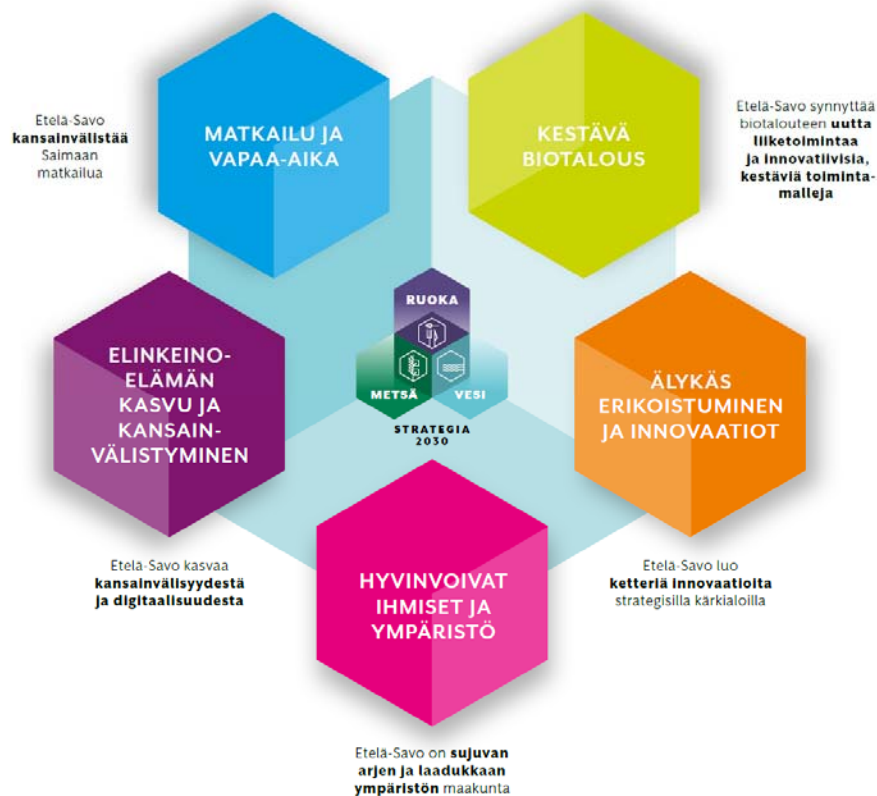 MATKAILU JA
VAPAA-AIKA
Etelä-Savo
kansainvälistää
Saimaan
matkailua
KESTÄVÄ
BIOTALOUS
Etelä-Savo synnyttää
biotalouteen uutta
liiketoimintaa
ja innovatiivisia,
kestäviä toiminta-
malleja
RUOKA
METSÄ
VESI
STRATEGIA
2030
ELINKEINO-
ELÄMÄN
KASVU JA
KANSAIN-
VÄLISTYMINEN
Etelä-Savo kasvaa
kansainvälisyydestä
ja digitaalisuudesta
ÄLYKÄS
ERIKOISTUMINEN
JA INNOVAATIOT
Etelä-Savo luo
ketteriä innovaatioita
strategisilla kärkialoilla
HYVINVOIVAT
IHMISET JA
YMPÄRISTÖ
Etelä-Savo on sujuvan
arjen ja laadukkaan
ympäristön maakunta